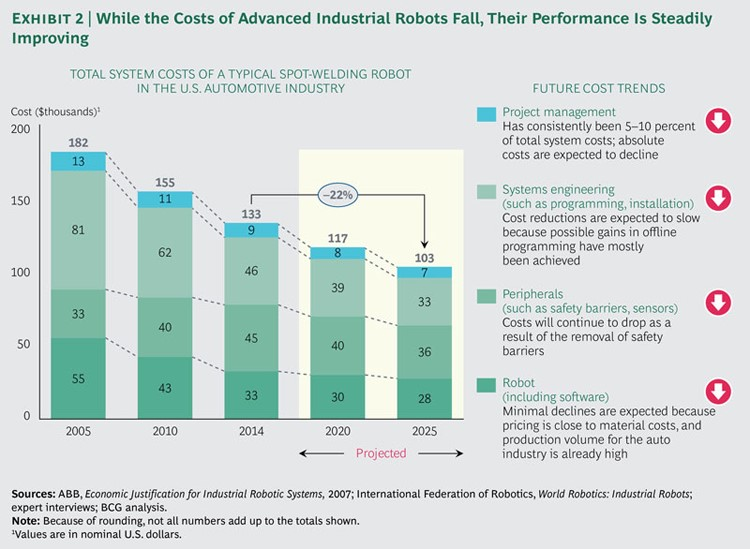 EXHIBIT 2 | While the Costs of Advanced Industrial Robots Fall, Their Performance Is Steadily
Improving
TOTAL SYSTEM COSTS OF A TYPICAL SPOT-WELDING ROBOT
IN THE U.S. AUTOMOTIVE INDUSTRY
Cost ($thousands)¹
200
150
100
50
0
182
13
81
33
55
155
11
62
40
43
133
9
46
45
33
–22%
117
8
39
40
30
103
7
33
36
28
2005
2010
2014
2020
2025
Projected
FUTURE COST TRENDS
Project management
Has consistently been 5–10 percent
of total system costs; absolute
costs are expected to decline
Systems engineering
(such as programming, installation)
Cost reductions are expected to slow
because possible gains in offline
programming have mostly
been achieved
Peripherals
(such as safety barriers, sensors)
Costs will continue to drop as a
result of the removal of safety
barriers
Robot
(including software)
Minimal declines are expected because
pricing is close to material costs, and
production volume for the auto
industry is already high
Sources: ABB, Economic Justification for Industrial Robotic Systems, 2007; International Federation of Robotics, World Robotics: Industrial Robots;
expert interviews; BCG analysis.
Note: Because of rounding, not all numbers add up to the totals shown.
¹Values are in nominal U.S. dollars.